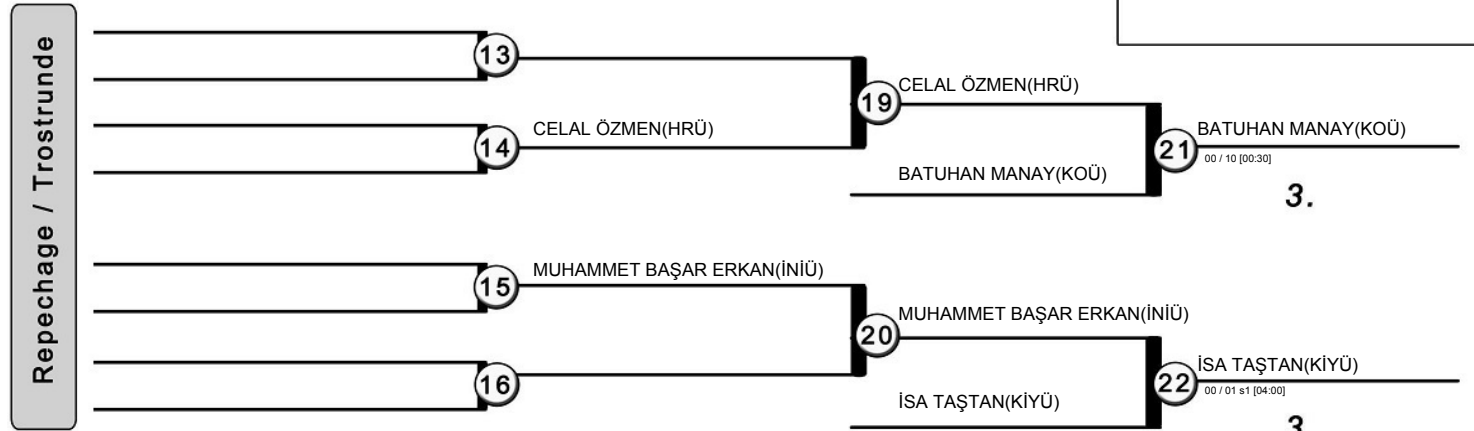 Repechage / Trostrunde
13
CELAL ÖZMEN(HRÜ)
14
19
CELAL ÖZMEN(HRÜ)
BATUHAN MANAY(KOÜ)
21
BATUHAN MANAY(KOÜ)
00 / 10 [00:30]
3.
15
MUHAMMET BAŞAR ERKAN(İNİÜ)
16
20
MUHAMMET BAŞAR ERKAN(İNİÜ)
İSA TAŞTAN(KİYÜ)
22
İSA TAŞTAN(KİYÜ)
00 / 01 s1 [04:00]
3